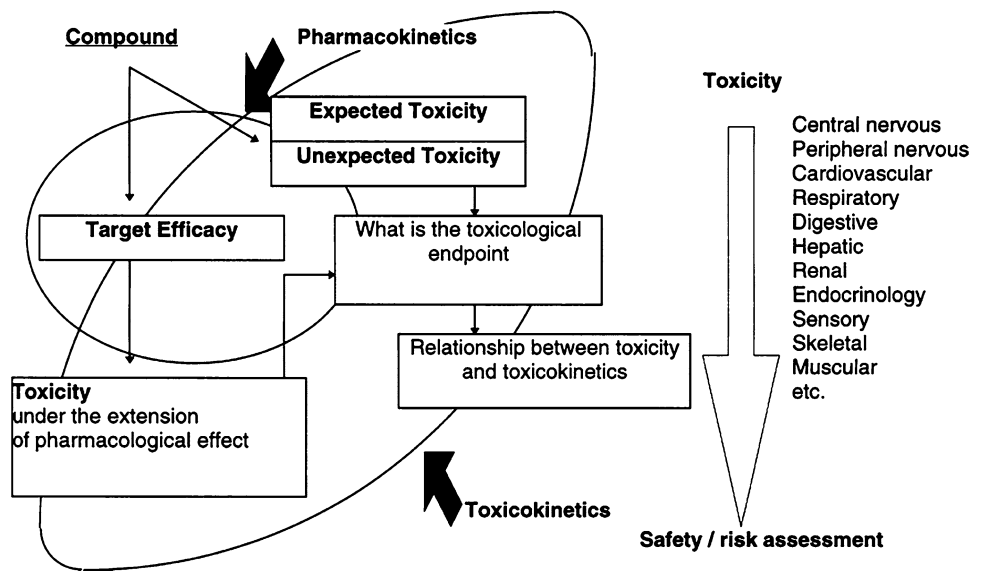 Compound
Pharmacokinetics
Expected Toxicity
Unexpected Toxicity
Target Efficacy
What is the toxicological
endpoint
Relationship between toxicity
and toxicokinetics
Toxicity
under the extension
of pharmacological effect
Toxicokinetics
Toxicity
Central nervous
Peripheral nervous
Cardiovascular
Respiratory
Digestive
Hepatic
Renal
Endocrinology
Sensory
Skeletal
Muscular
etc.
Safety / risk assessment